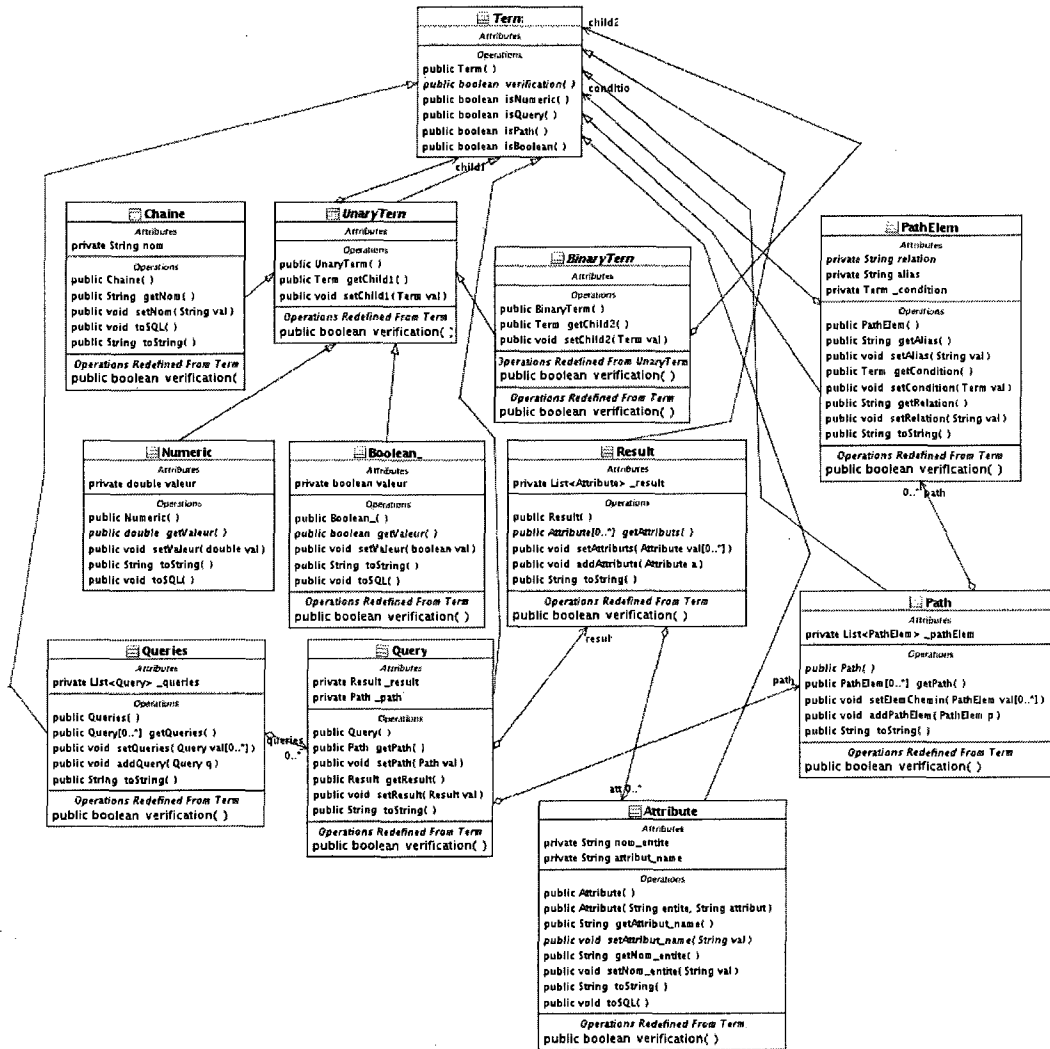 Term
Attributes
Operations
public Term( )
public boolean verification( )
public boolean isNumeric( )
public boolean isQuery( )
public boolean isPath( )
public boolean isBoolean( )
child2
conditio
child1
Chaine
Attributes
private String nom
Operations
public Chaine( )
public String getNom( )
public void setNom( String val)
public void toSQL( )
public String toString( )
Operations Redefined From Term
public boolean verification(
UnaryTern
Attributes
Operations
public UnaryTerm( )
public Term getChild1( )
public void setChild1(Term val)
Operations Redefined From Term
public boolean verification( )
BinaryTern
Attributes
Operations
public BinaryTerm( )
public Term getChild2( )
public void setChild2(Term val)
Operations Redefined From UnaryTerm
public boolean verification( )
Operations Redefined From Term
public boolean verification( )
PathElem
Attributes
private String relation
private String alias
private Term _condition
Operations
public PathElem( )
public String getAlias( )
public void setAlias( String val)
public Term getCondition( )
public void setCondition( Term val)
public String getRelation( )
public void setRelation( String val)
public String toString( )
Operations Redefined From Term
public boolean verification( )
0..* path
Numeric
Attributes
private double valeur
Operations
public Numeric( )
public double getValeur( )
public void setValeur( double val)
public String toString( )
public void toSQL( )
Boolean_
Attributes
private boolean valeur
Operations
public Boolean_( )
public boolean getValeur( )
public void setValeur( boolean val)
public String toString( )
public void toSQL( )
Operations Redefined From Term
public boolean verification( )
Result
Attributes
private List<Attribute> _result
Operations
public Result( )
public Attribute[0..*] getAttributs( )
public void setAttributs( Attribute val[0..*])
public void addAttribute( Attribute a)
public String toString( )
Operations Redefined From Term
public boolean verification( )
result
Path
Attributes
private List<PathElem> _pathElem
Operations
public Path( )
public PathElem[0..*] getPath( )
public void setElemChemin( PathElem val[0..*])
public void addPathElem( PathElem p)
public String toString( )
Operations Redefined From Term
public boolean verification( )
path
Queries
Attributes
private List<Query> _queries
Operations
public Queries( )
public Query[0..*] getQueries( )
public void setQueries( Query val[0..*])
public void addQuery( Query q)
public String toString( )
Operations Redefined From Term
public boolean verification( )
queries
0..*
Query
Attributes
private Result _result
private Path _path
Operations
public Query( )
public Path getPath( )
public void setPath( Path val)
public Result getResult( )
public void setResult( Result val)
public String toString( )
Operations Redefined From Term
public boolean verification( )
att 0..*
Attribute
Attributes
private String nom_entite
private String attribut_name
Operations
public Attribute( )
public Attribute( String entite, String attribut)
public String getAttribut_name( )
public void setAttribut_name( String val)
public String getNom_entite( )
public void setNom_entite( String val)
public String toString( )
public void toSQL( )
Operations Redefined From Term
public boolean verification( )